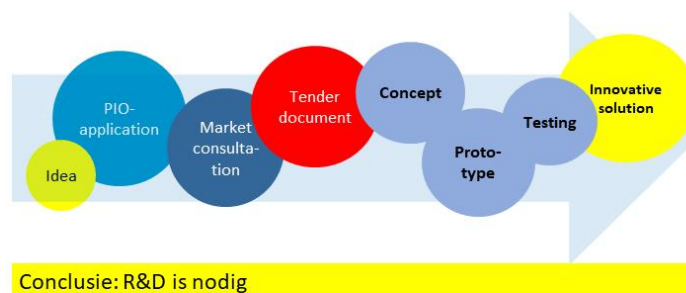 Idea
PIO-
application
Market
consulta-
tion
Tender
document
Concept
Proto-
type
Testing
Innovative
solution
Conclusie: R&D is nodig